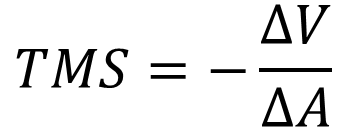 TMS = − ΔV / ΔA